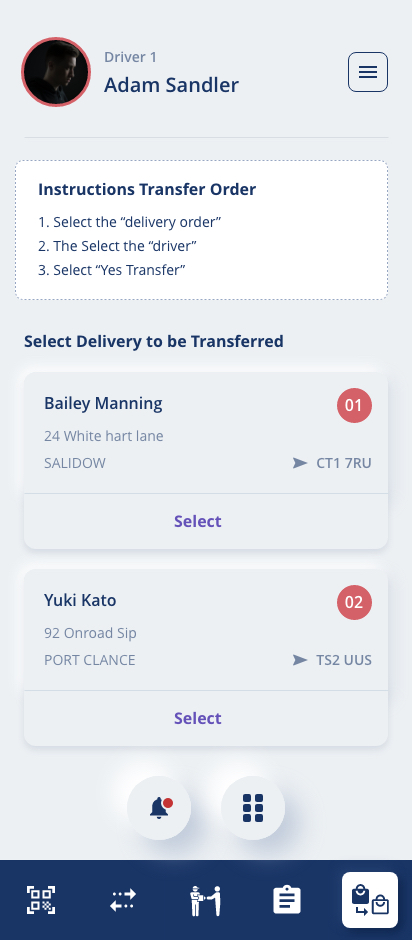 Driver 1
Adam Sandler
Instructions Transfer Order
1. Select the “delivery order”
2. The Select the “driver”
3. Select “Yes Transfer”
Select Delivery to be Transferred
Bailey Manning
01
24 White hart lane
SALIDOW
CT1 7RU
Select
Yuki Kato
02
92 Onroad Sip
PORT CLANCE
TS2 UUS
Select